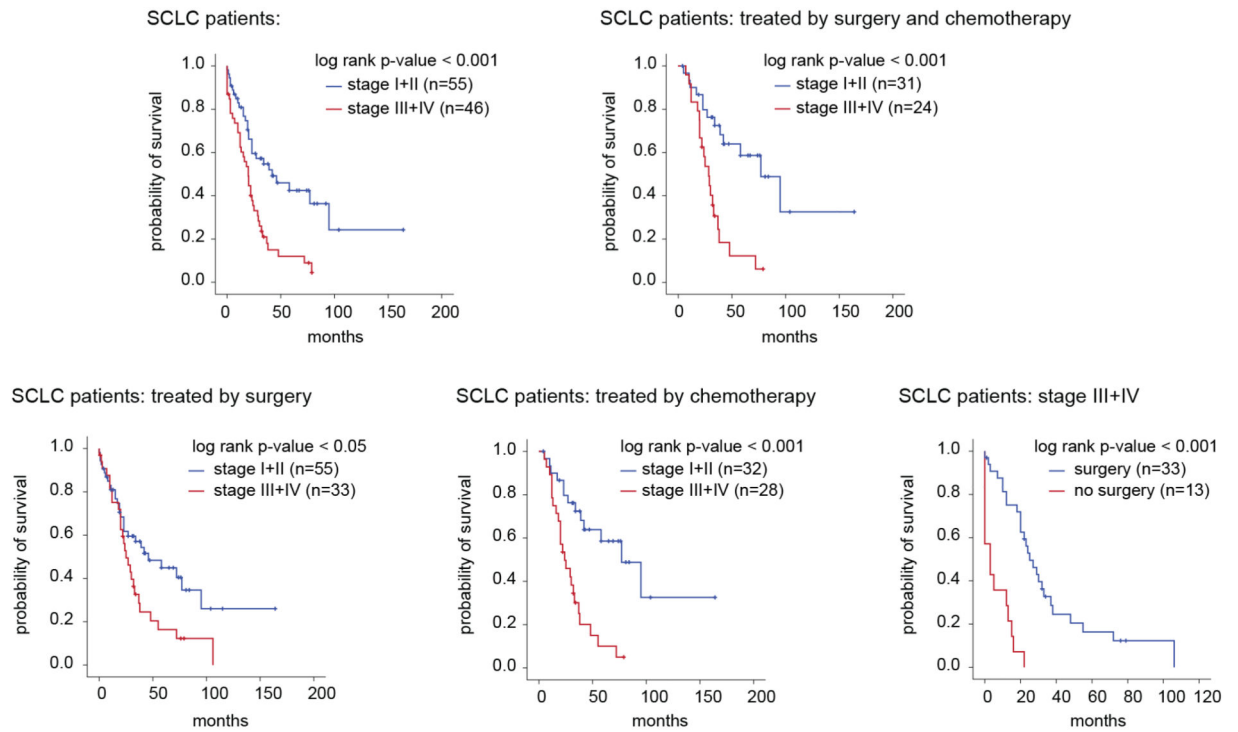 SCLC patients:
probability of survival
1.0
0.8
0.6
0.4
0.2
0.0
log rank p-value < 0.001
stage I+II (n=55)
stage III+IV (n=46)
0 50 100 150 200
months
SCLC patients: treated by surgery and chemotherapy
probability of survival
1.0
0.8
0.6
0.4
0.2
0.0
log rank p-value < 0.001
stage I+II (n=31)
stage III+IV (n=24)
0 50 100 150 200
months
SCLC patients: treated by surgery
probability of survival
1.0
0.8
0.6
0.4
0.2
0.0
log rank p-value < 0.05
stage I+II (n=55)
stage III+IV (n=33)
0 50 100 150 200
months
SCLC patients: treated by chemotherapy
probability of survival
1.0
0.8
0.6
0.4
0.2
0.0
log rank p-value < 0.001
stage I+II (n=32)
stage III+IV (n=28)
0 50 100 150 200
months
SCLC patients: stage III+IV
probability of survival
1.0
0.8
0.6
0.4
0.2
0.0
log rank p-value < 0.001
surgery (n=33)
no surgery (n=13)
0 20 40 60 80 100 120
months